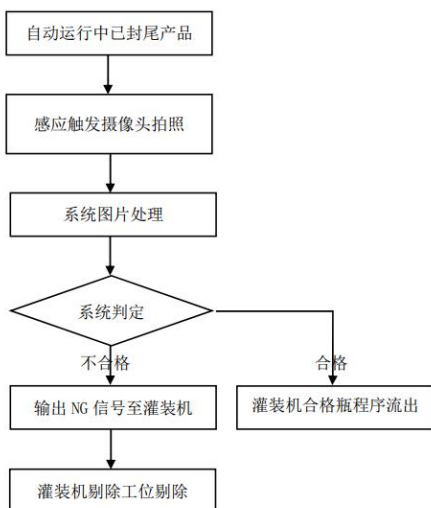 自动运行中已封尾产品
感应触发摄像头拍照
系统图片处理
系统判定
不合格
合格
输出 NG 信号至灌装机
灌装机合格瓶程序流出
灌装机剔除工位剔除